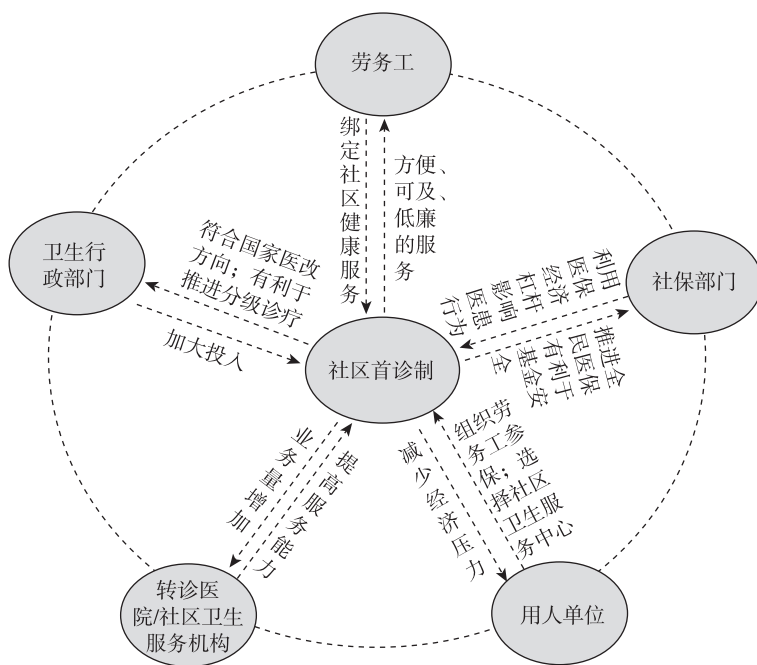 劳务工
绑定社区健康服务
方便、
可及、
低廉
的服
务
卫生行
政部门
符合国家医改
方向；有利于
推进分级诊疗
加大投入
社保部门
利用
医保
经济
杠杆
影响
医患
行为
推进全
民医保
有利于
基金安
全
社区首诊制
业务量增加
提高服务能力
减少经济压力
组织劳
务工参
保；选
择社区
卫生服
务中心
转诊医
院/社区卫生
服务机构
用人单位